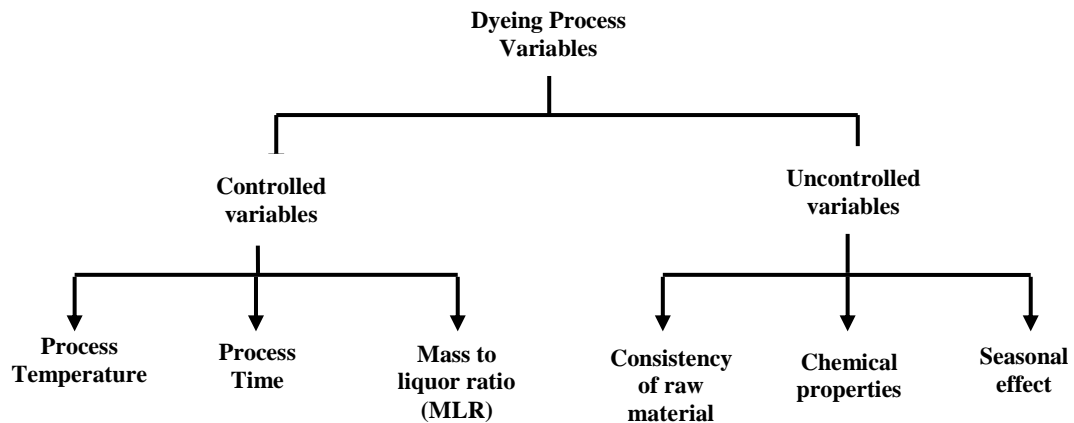 Dyeing Process
Variables
Controlled
variables
Uncontrolled
variables
Process
Temperature
Process
Time
Mass to
liquor ratio
(MLR)
Consistency
of raw
material
Chemical
properties
Seasonal
effect